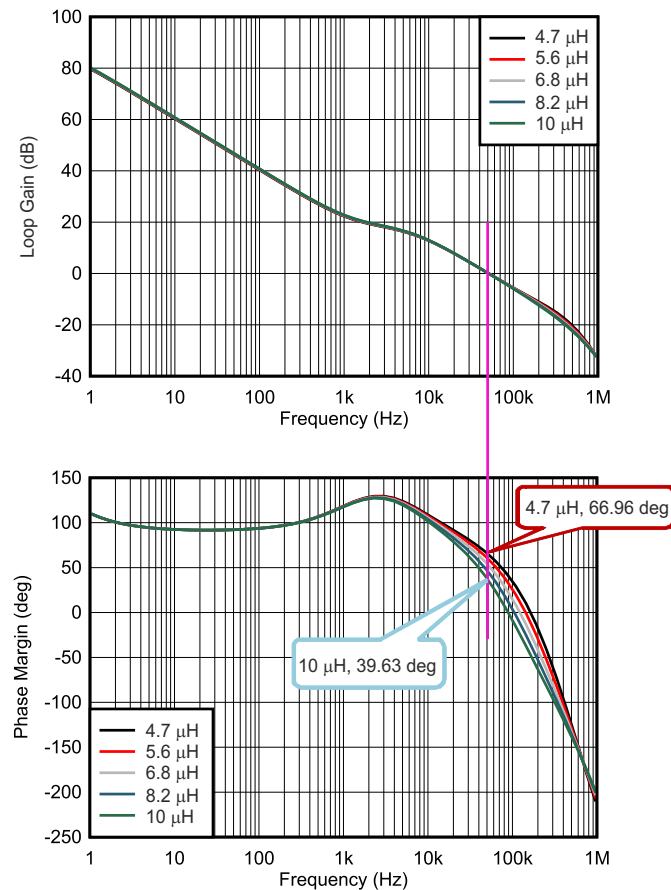 100
80
60
40
20
0
-20
-40
Loop Gain (dB)
4.7 μH
5.6 μH
6.8 μH
8.2 μH
10 μH
1
10
100
1k
10k
100k
1M
Frequency (Hz)
150
100
50
0
-50
-100
-150
-200
-250
Phase Margin (deg)
4.7 μH, 66.96 deg
10 μH, 39.63 deg
4.7 μH
5.6 μH
6.8 μH
8.2 μH
10 μH
1
10
100
1k
10k
100k
1M
Frequency (Hz)